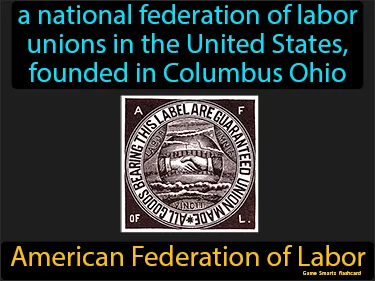 a national federation of labor
unions in the United States,
founded in Columbus Ohio
A F
ALL GOODS BEARING THIS LABEL ARE GUARANTEED UNION MADE
OF L.
American Federation of Labor
Game Smartz flashcard